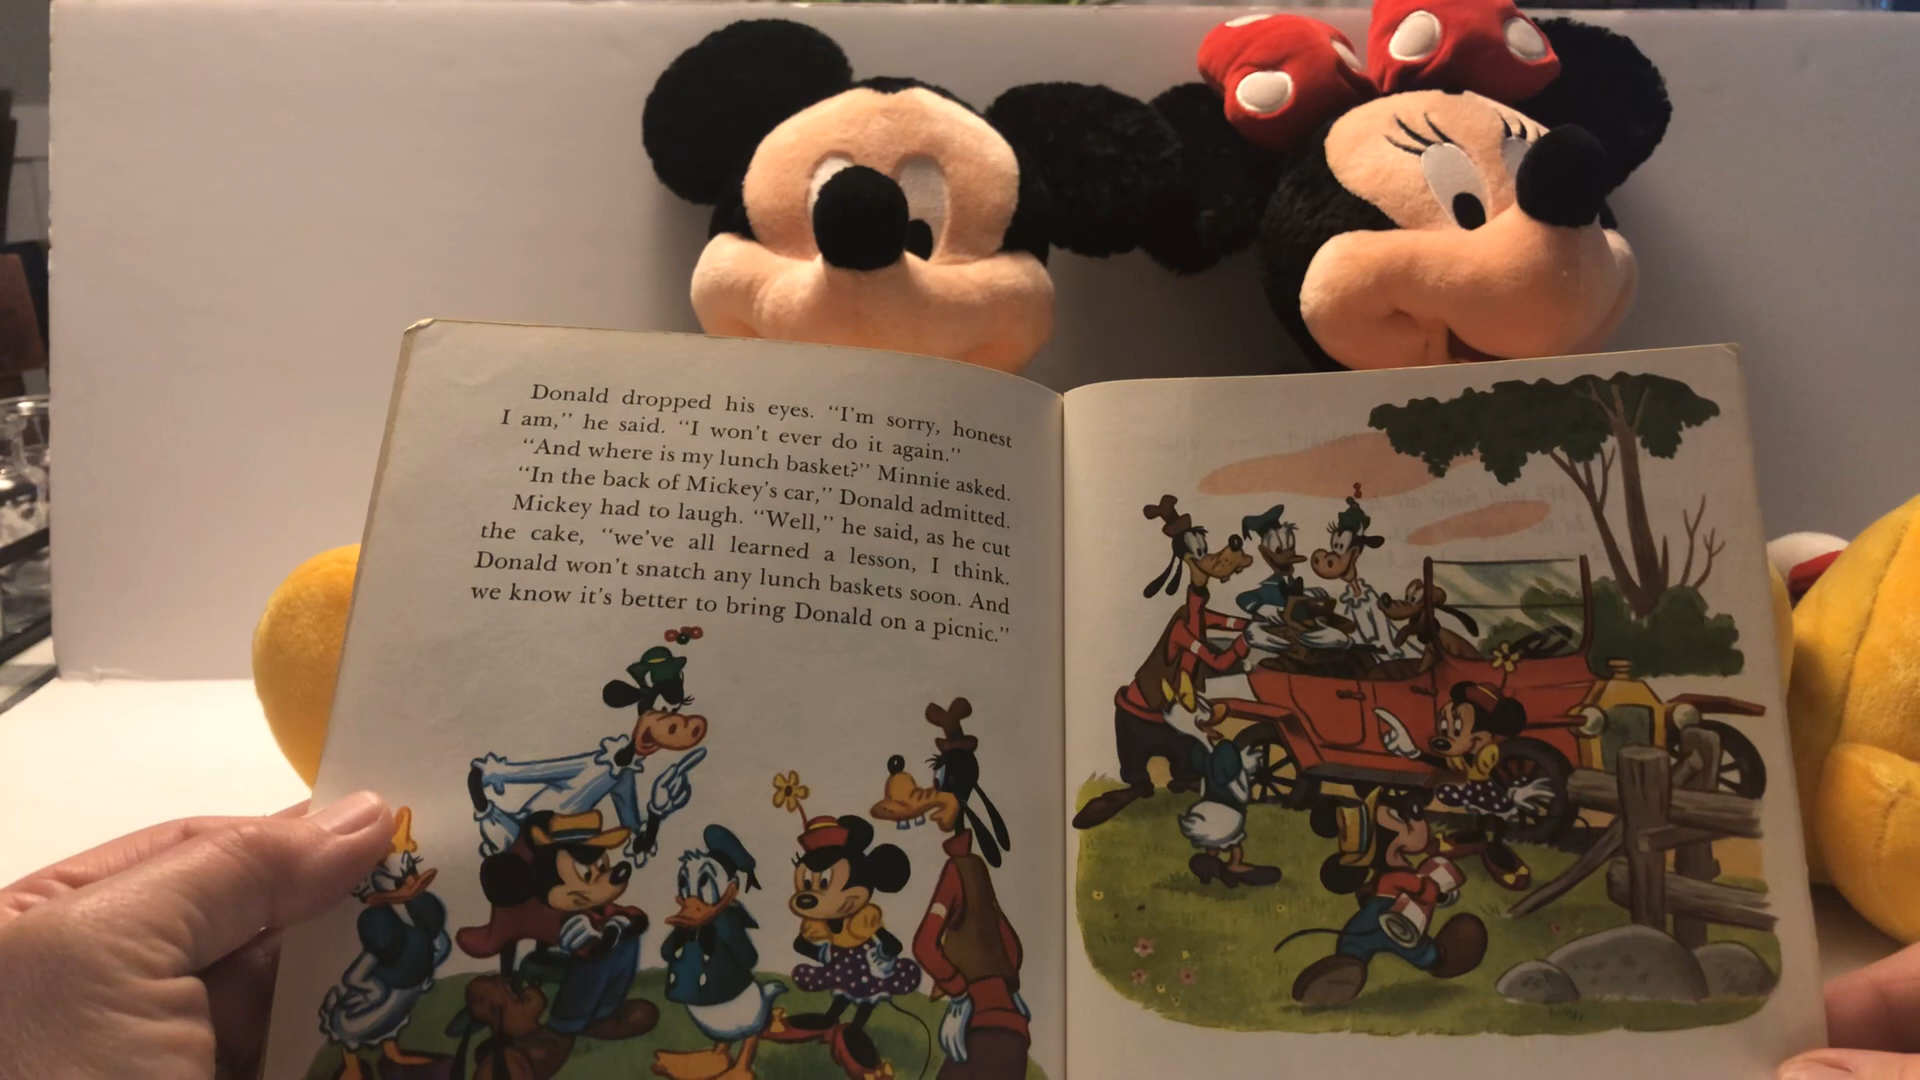 Donald dropped his eyes. “I'm sorry, honest
I am,” he said. “I won't ever do it again.”
“And where is my lunch basket?” Minnie asked.
“In the back of Mickey's car,” Donald admitted.
Mickey had to laugh. “Well,” he said, as he cut
the cake, “we've all learned a lesson, I think.
Donald won't snatch any lunch baskets soon. And
we know it's better to bring Donald on a picnic.”